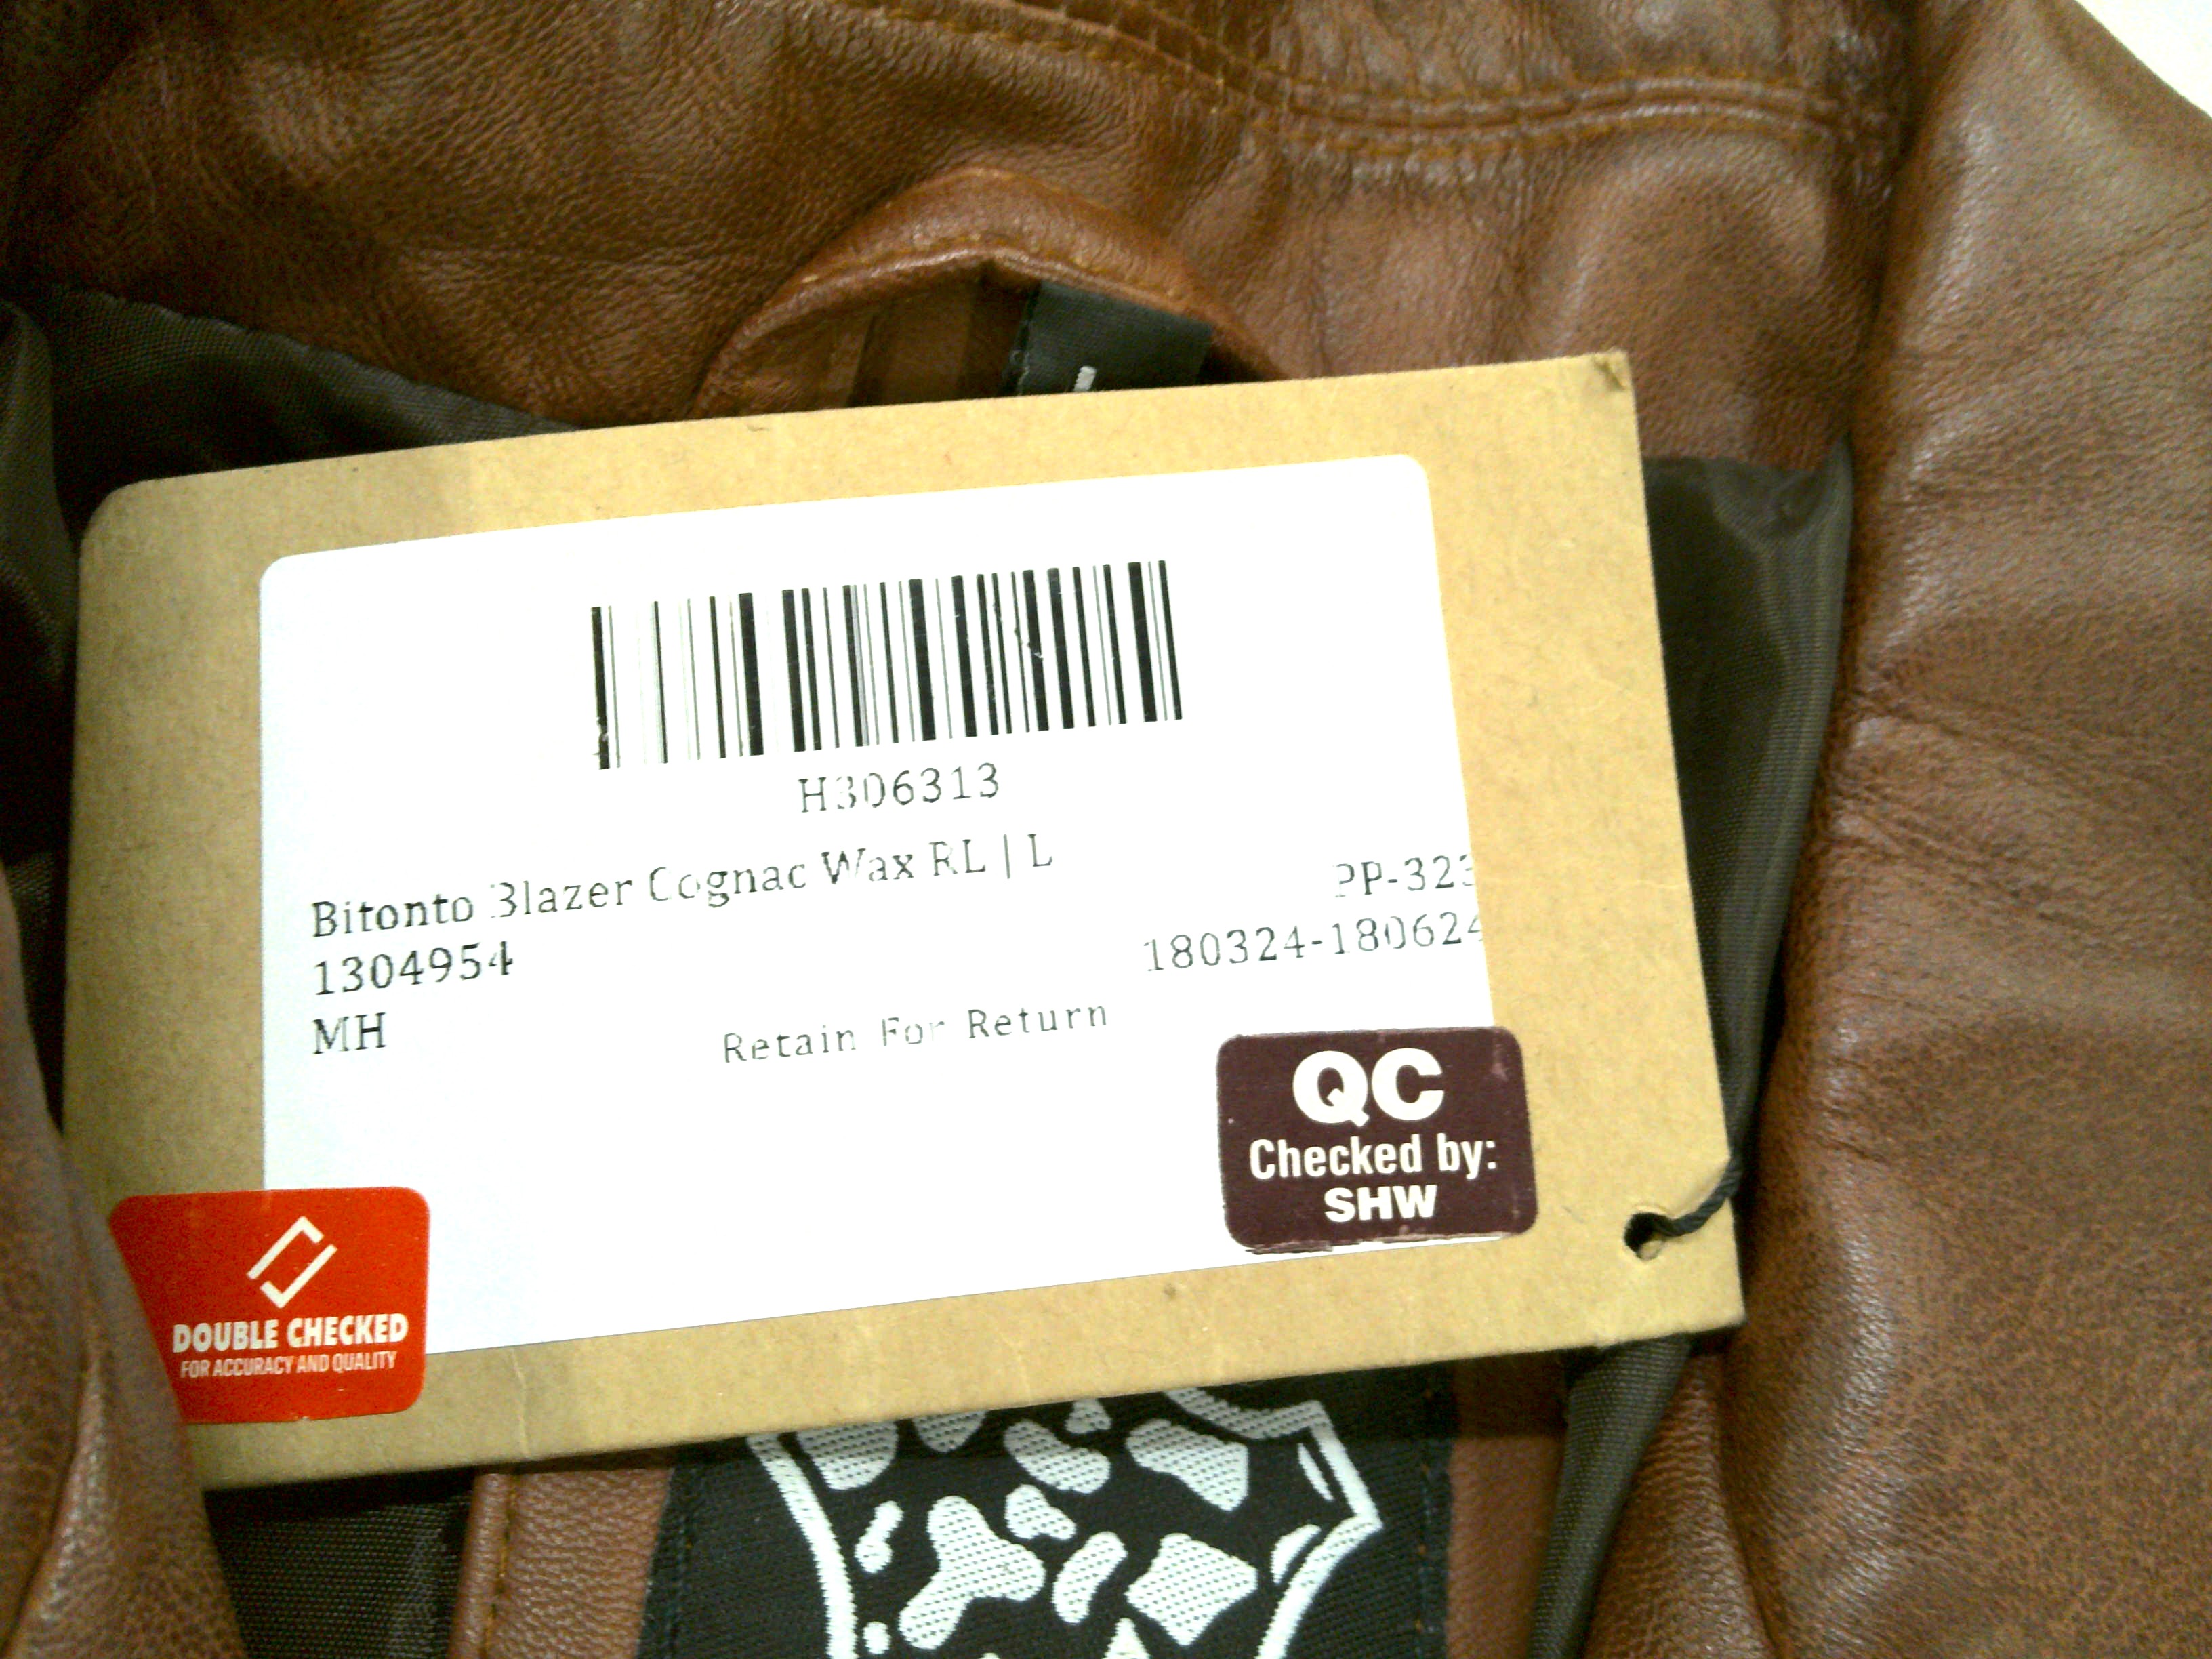 H306313
Bitonto Blazer Cognac Wax RL | L
PP-323
1304954
180324-180624
MH
Retain For Return
QC
Checked by:
SHW
DOUBLE CHECKED
FOR ACCURACY AND QUALITY